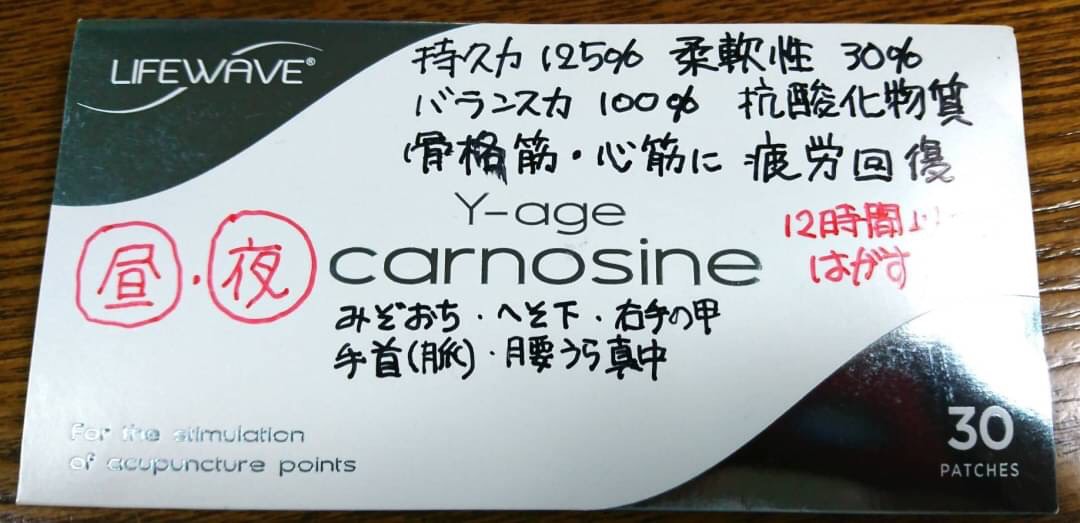 LIFEWAVE®
持久力 125% 柔軟性 30%
バランス力 100% 抗酸化物質
骨格筋・心筋に 疲労回復
Y-age
carnosine
昼・夜
12時間
はがす
みぞおち・へそ下・右手の甲
手首(脈)・腰うら真中
For the stimulation
of acupuncture points
30
PATCHES